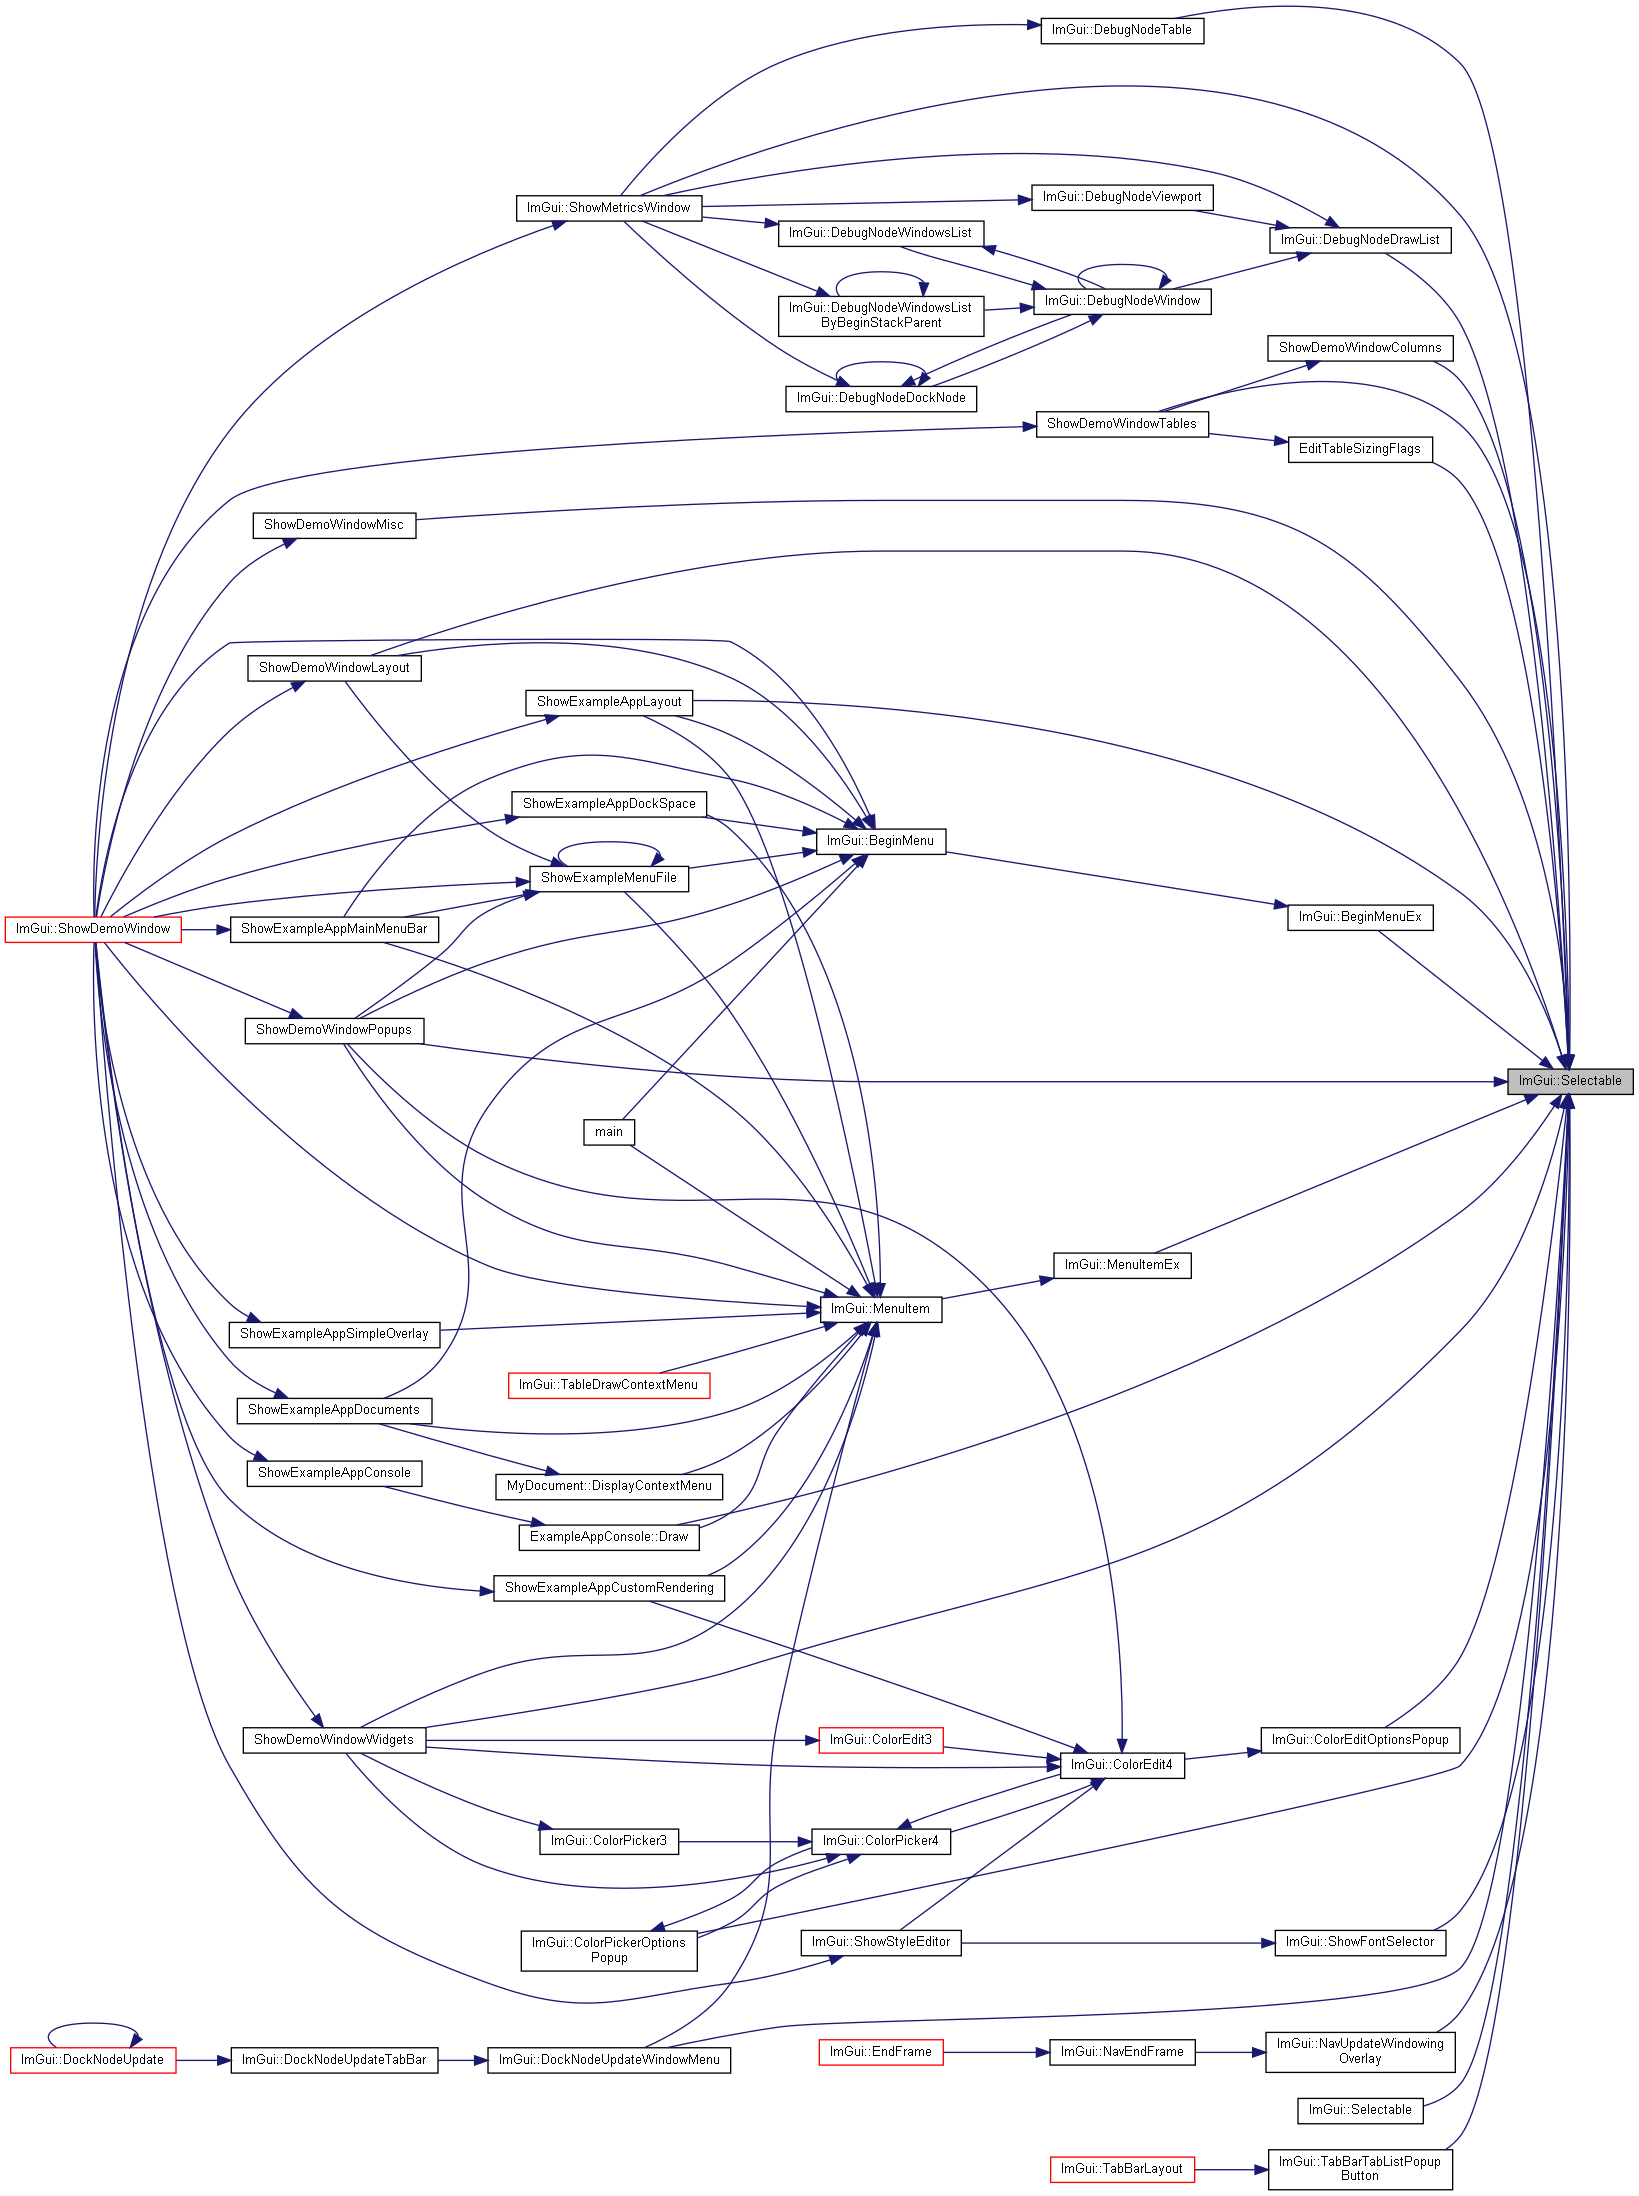 ImGui::DebugNodeTable
ImGui::ShowMetricsWindow
ImGui::DebugNodeViewport
ImGui::DebugNodeWindowsList
ImGui::DebugNodeDrawList
ImGui::DebugNodeWindowsList
ByBeginStackParent
ImGui::DebugNodeWindow
ShowDemoWindowColumns
ImGui::DebugNodeDockNode
ShowDemoWindowTables
EditTableSizingFlags
ShowDemoWindowMisc
ShowDemoWindowLayout
ShowExampleAppLayout
ShowExampleAppDockSpace
ImGui::BeginMenu
ShowExampleMenuFile
ImGui::BeginMenuEx
ImGui::ShowDemoWindow
ShowExampleAppMainMenuBar
ShowDemoWindowPopups
ImGui::Selectable
main
ImGui::MenuItemEx
ImGui::MenuItem
ShowExampleAppSimpleOverlay
ImGui::TableDrawContextMenu
ShowExampleAppDocuments
ShowExampleAppConsole
MyDocument::DisplayContextMenu
ExampleAppConsole::Draw
ShowExampleAppCustomRendering
ShowDemoWindowWidgets
ImGui::ColorEdit3
ImGui::ColorEditOptionsPopup
ImGui::ColorEdit4
ImGui::ColorPicker3
ImGui::ColorPicker4
ImGui::ColorPickerOptions
Popup
ImGui::ShowStyleEditor
ImGui::ShowFontSelector
ImGui::DockNodeUpdate
ImGui::DockNodeUpdateTabBar
ImGui::DockNodeUpdateWindowMenu
ImGui::EndFrame
ImGui::NavEndFrame
ImGui::NavUpdateWindowing
Overlay
ImGui::Selectable
ImGui::TabBarLayout
ImGui::TabBarTabListPopup
Button